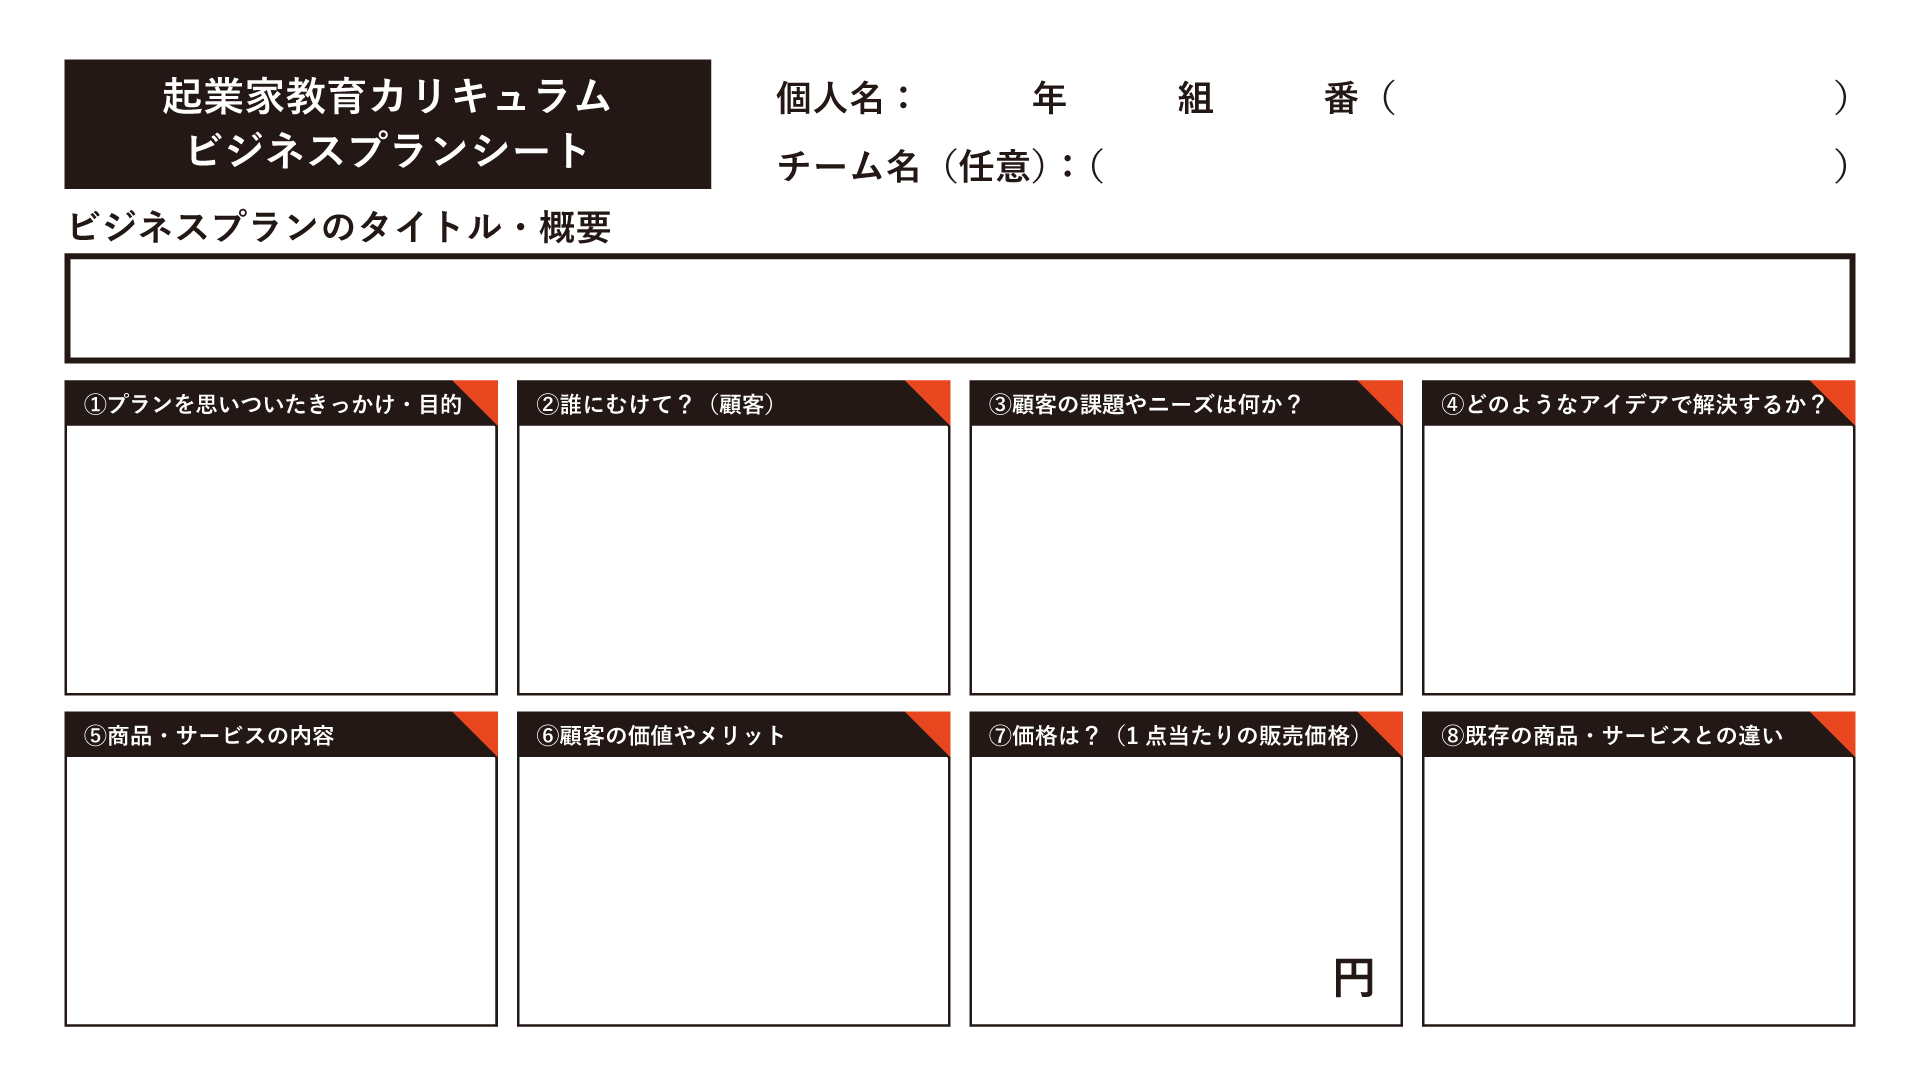 起業家教育カリキュラム
ビジネスプランシート
個人名： 年 組 番（ ）
チーム名（任意）：（ ）
ビジネスプランのタイトル・概要
①プランを思いついたきっかけ・目的
②誰にむけて？（顧客）
③顧客の課題やニーズは何か？
④どのようなアイデアで解決するか？
⑤商品・サービスの内容
⑥顧客の価値やメリット
⑦価格は？（1 点当たりの販売価格）
円
⑧既存の商品・サービスとの違い